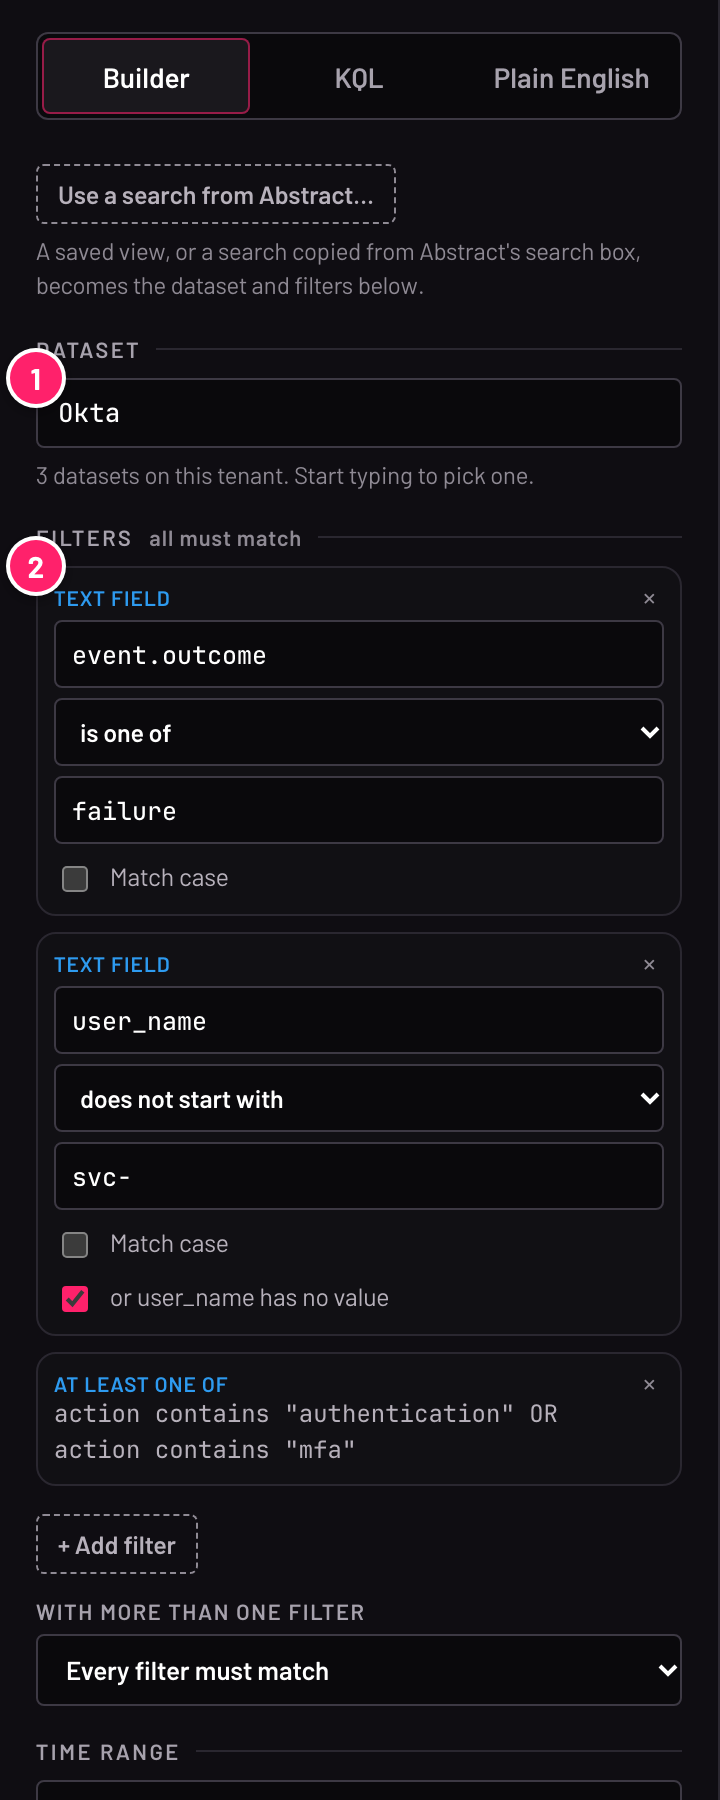 Builder
KQL
Plain English
Use a search from Abstract...
A saved view, or a search copied from Abstract's search box,
becomes the dataset and filters below.
DATASET
1
Okta
3 datasets on this tenant. Start typing to pick one.
FILTERS all must match
2
TEXT FIELD ×
event.outcome
is one of
failure
Match case
TEXT FIELD ×
user_name
does not start with
svc-
Match case
or user_name has no value
AT LEAST ONE OF ×
action contains "authentication" OR
action contains "mfa"
+ Add filter
WITH MORE THAN ONE FILTER
Every filter must match
TIME RANGE